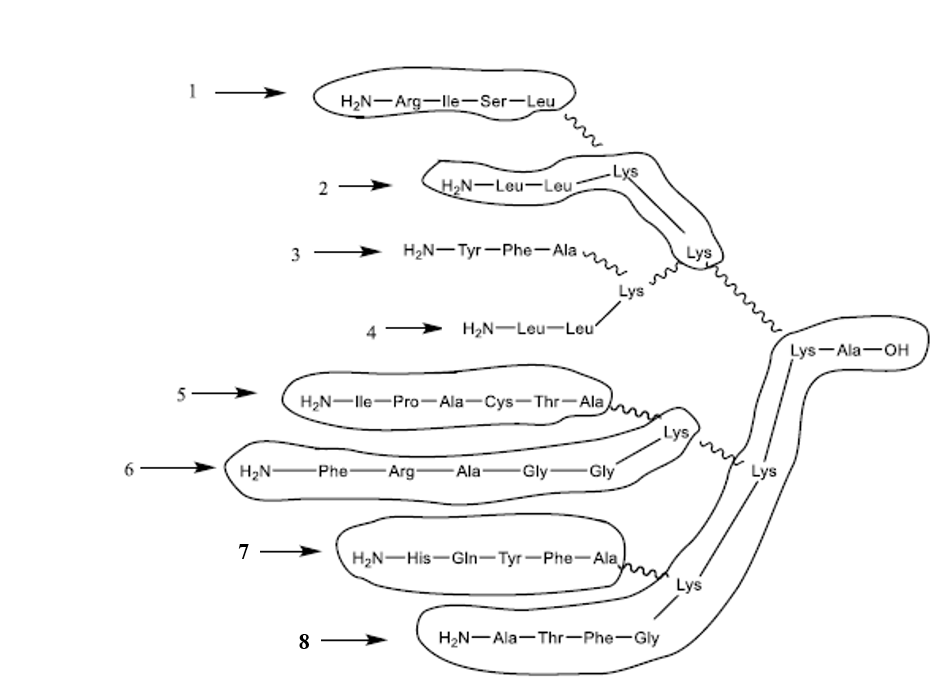 1 H₂N—Arg—Ile—Ser—Leu
2 H₂N—Leu—Leu Lys
3 H₂N—Tyr—Phe—Ala Lys
Lys
4 H₂N—Leu—Leu
Lys—Ala—OH
5 H₂N—Ile—Pro—Ala—Cys—Thr—Ala
Lys
6 H₂N—Phe—Arg—Ala—Gly—Gly Lys
7 H₂N—His—Gln—Tyr—Phe—Ala
Lys
8 H₂N—Ala—Thr—Phe—Gly